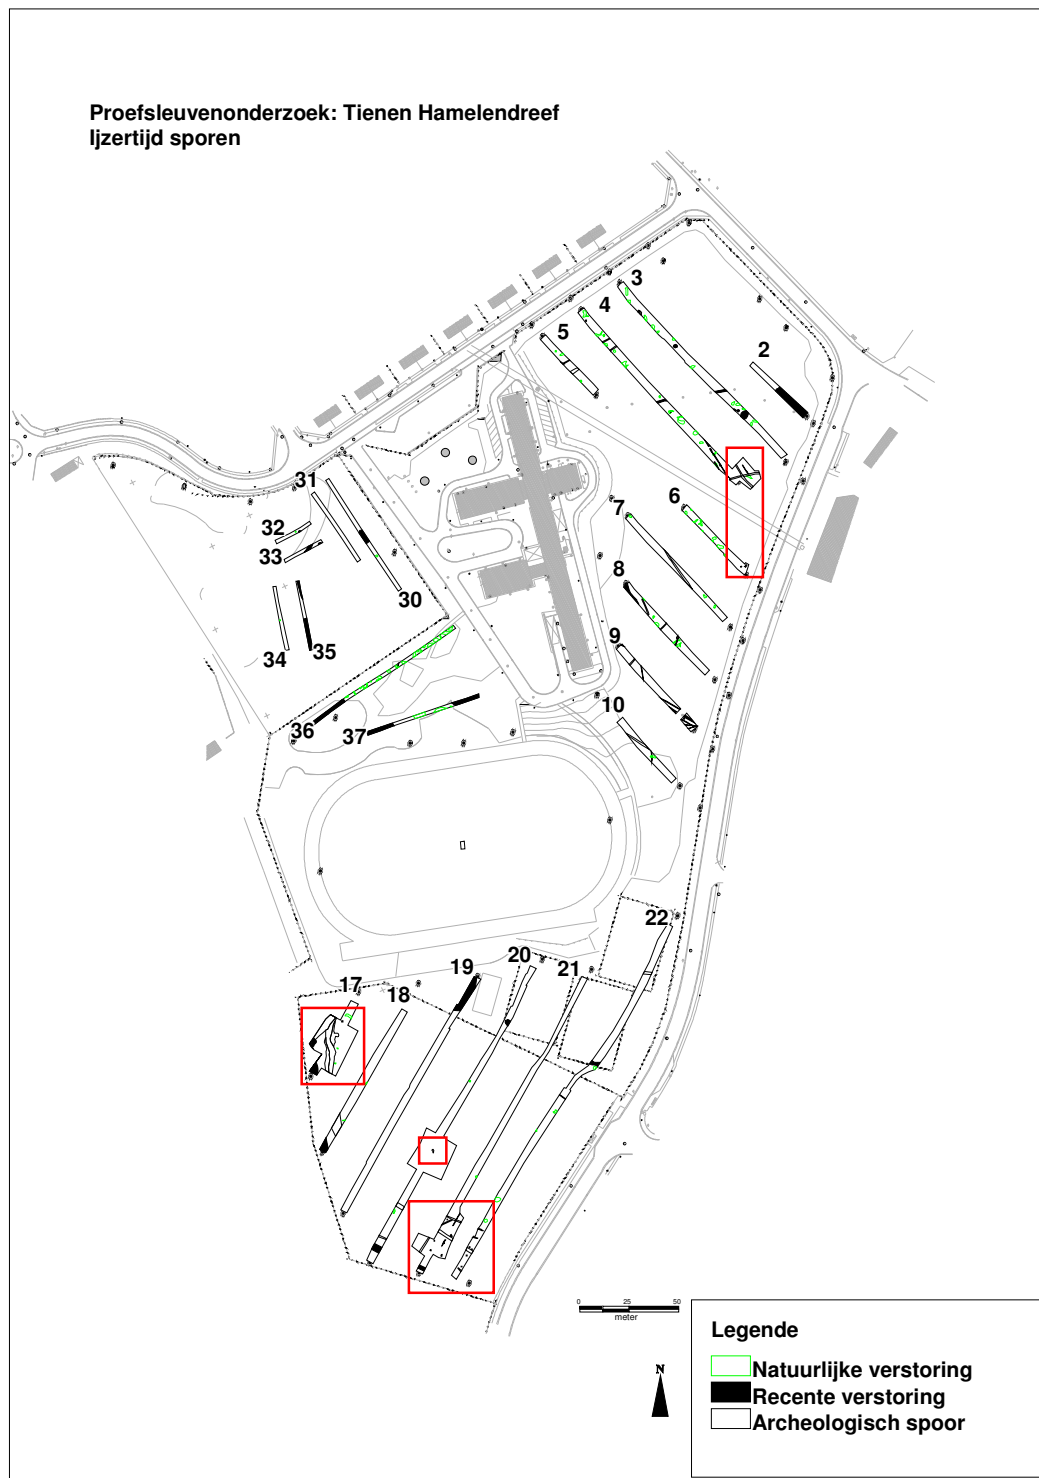 Proefsleuvenonderzoek: Tienen Hamelendreef
Ijzertijd sporen
3
4
5
2
31
32
33
30
34
35
6
7
8
9
10
36
37
22
20
21
19
17
18
0 25 50
meter
N
Legende
Natuurlijke verstoring
Recente verstoring
Archeologisch spoor